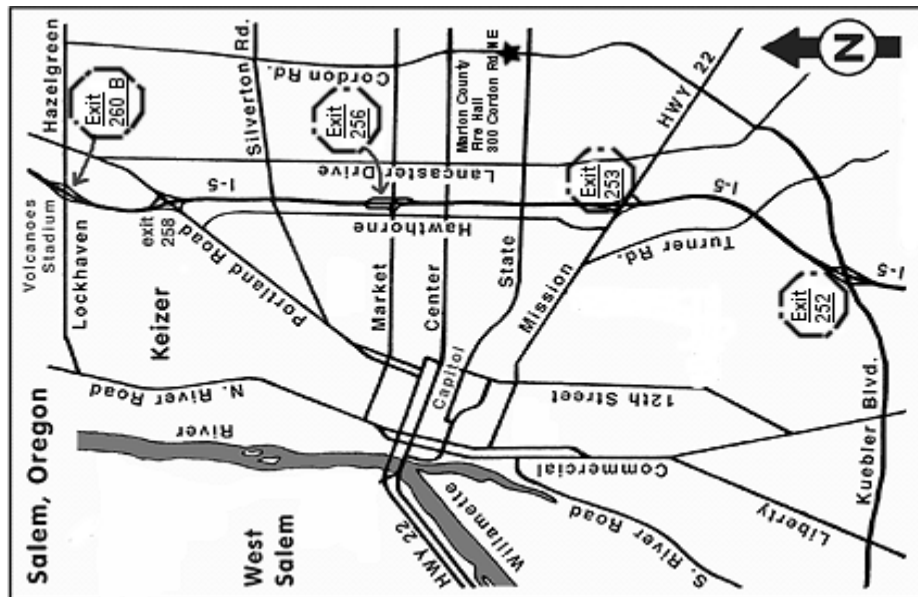 Salem, Oregon
West
Salem
HWY 22
Willamette
River
N. River Road
Keizer
Lockhaven
Volcanoes
Stadium
Hazelgreen
Exit
260 B
exit
258
Portland Road
I-5
Silverton Rd.
Cordon Rd.
Exit
256
Lancaster
Drive
Hawthorne
Market
Center
Capitol
State
Mission
Marion County
Fire Hall
300 Cordon Rd NE
HWY 22
Exit
253
I-5
Turner
Rd.
Exit
252
I-5
12th Street
Commercial
S. River
Road
Liberty
Kuebler Blvd.
N